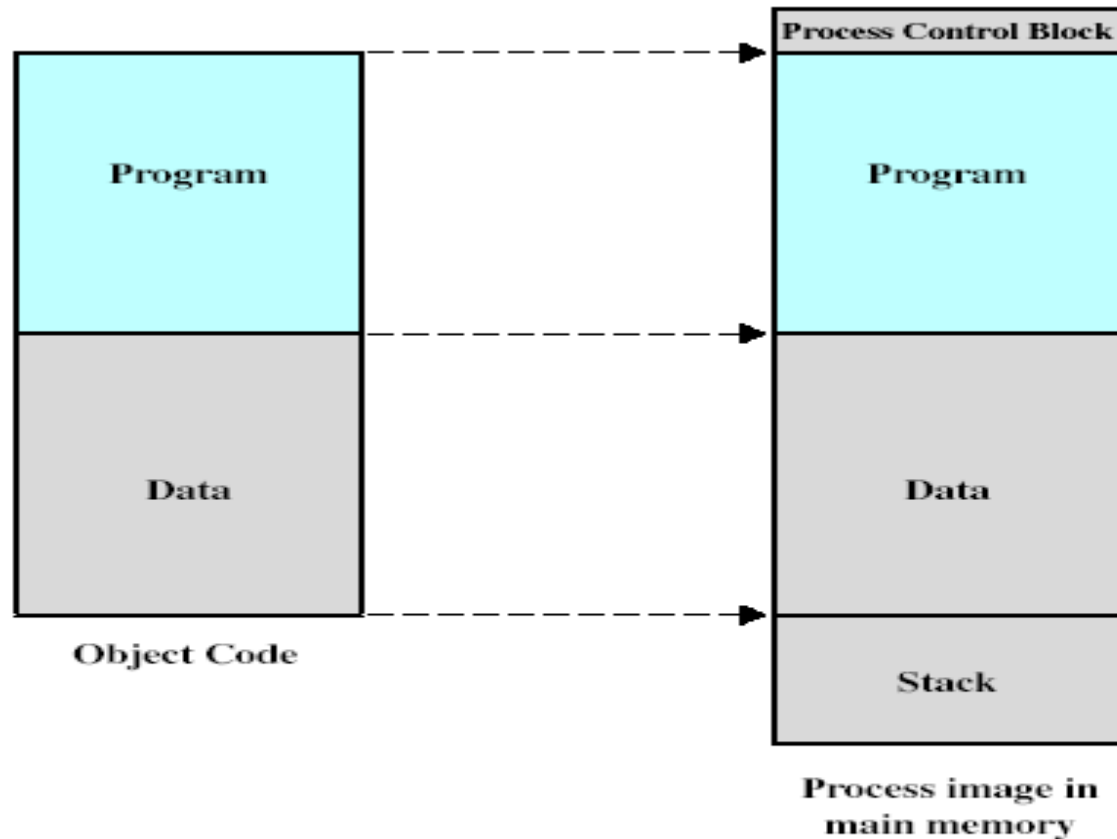 Process Control Block
Program
Program
Data
Data
Object Code
Stack
Process image in
main memory